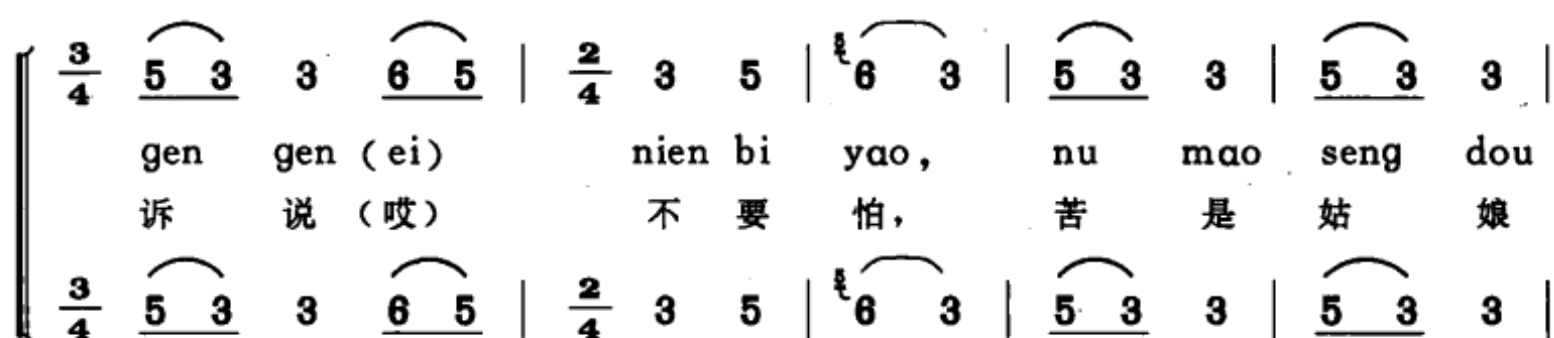 3/4 5 3 3 6 5 | 2/4 3 5 | 5 6 3 | 5 3 3 | 5 3 3 |
gen gen (ei) nien bi yao, nu mao seng dou
诉 说 (哎) 不 要 怕, 苦 是 姑 娘
3/4 5 3 3 6 5 | 2/4 3 5 | 5 6 3 | 5 3 3 | 5 3 3 |